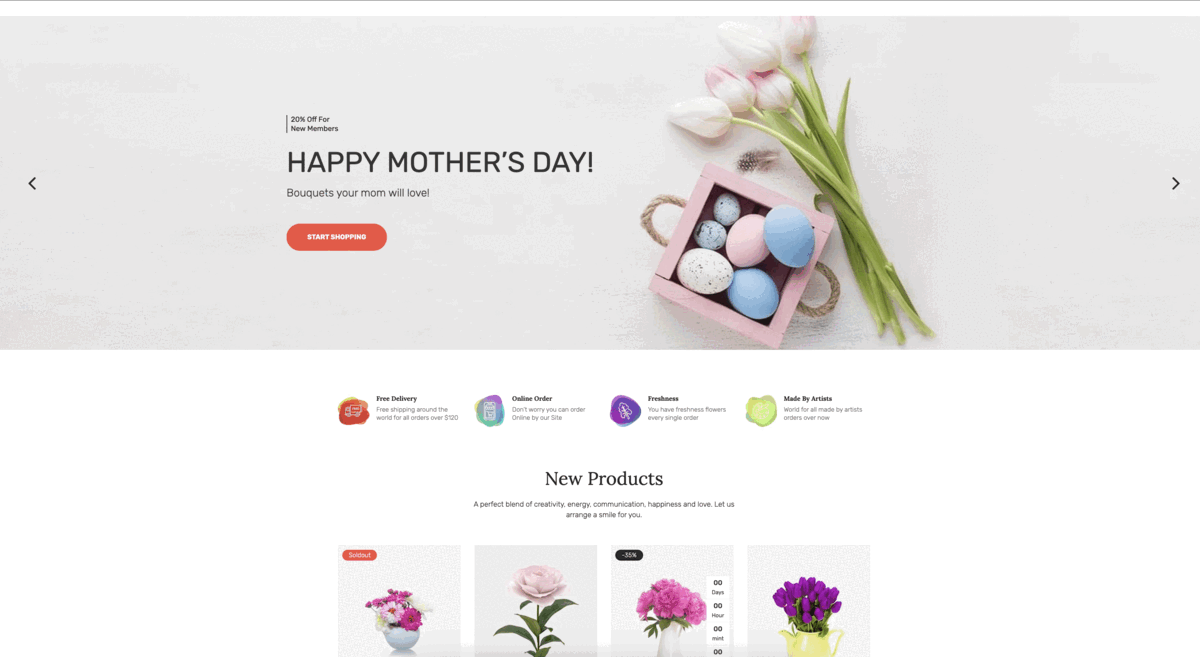 20% Off For
New Members
HAPPY MOTHER'S DAY!
Bouquets your mom will love!
START SHOPPING
Free Delivery
Free shipping around the
world for all orders over $120
Online Order
Don't worry you can order
Online by our Site
Freshness
You have freshness flowers
every single order
Made By Artists
World for all made by artists
orders over now
New Products
A perfect blend of creativity, energy, communication, happiness and love. Let us
arrange a smile for you.
Soldout
-35%
00
Days
00
Hour
00
mint
00